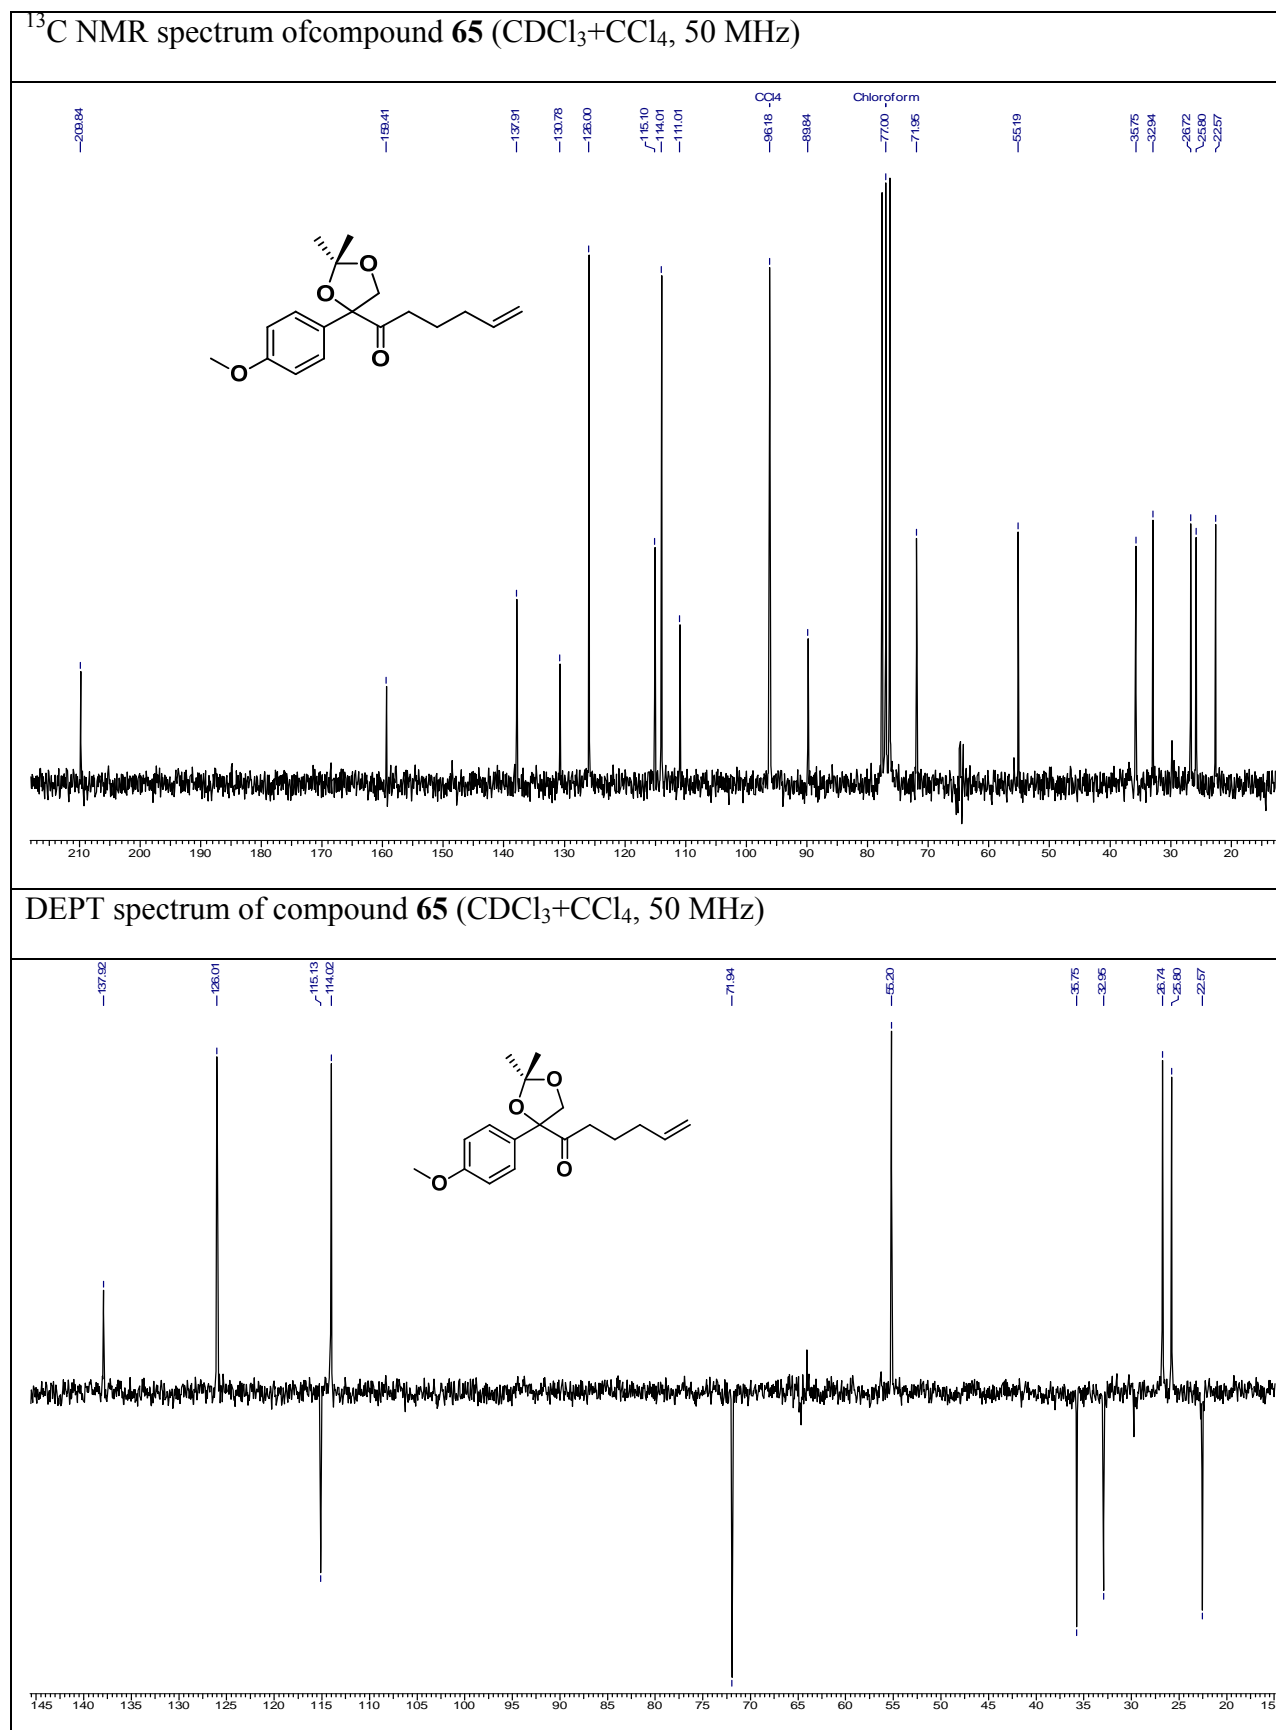 ¹³C NMR spectrum ofcompound 65 (CDCl₃+CCl₄, 50 MHz)
CCl4 Chloroform
209.84 159.41 137.91 130.78 126.00 115.10 114.01 111.01 96.18 89.84 77.00 71.95 55.19 35.75 32.94 26.72 25.80 22.57
O
O
O
O
210 200 190 180 170 160 150 140 130 120 110 100 90 80 70 60 50 40 30 20
DEPT spectrum of compound 65 (CDCl₃+CCl₄, 50 MHz)
137.92 126.01 115.13 114.02 71.94 55.20 35.75 32.95 26.74 25.80 22.57
O
O
O
O
145 140 135 130 125 120 115 110 105 100 95 90 85 80 75 70 65 60 55 50 45 40 35 30 25 20 15